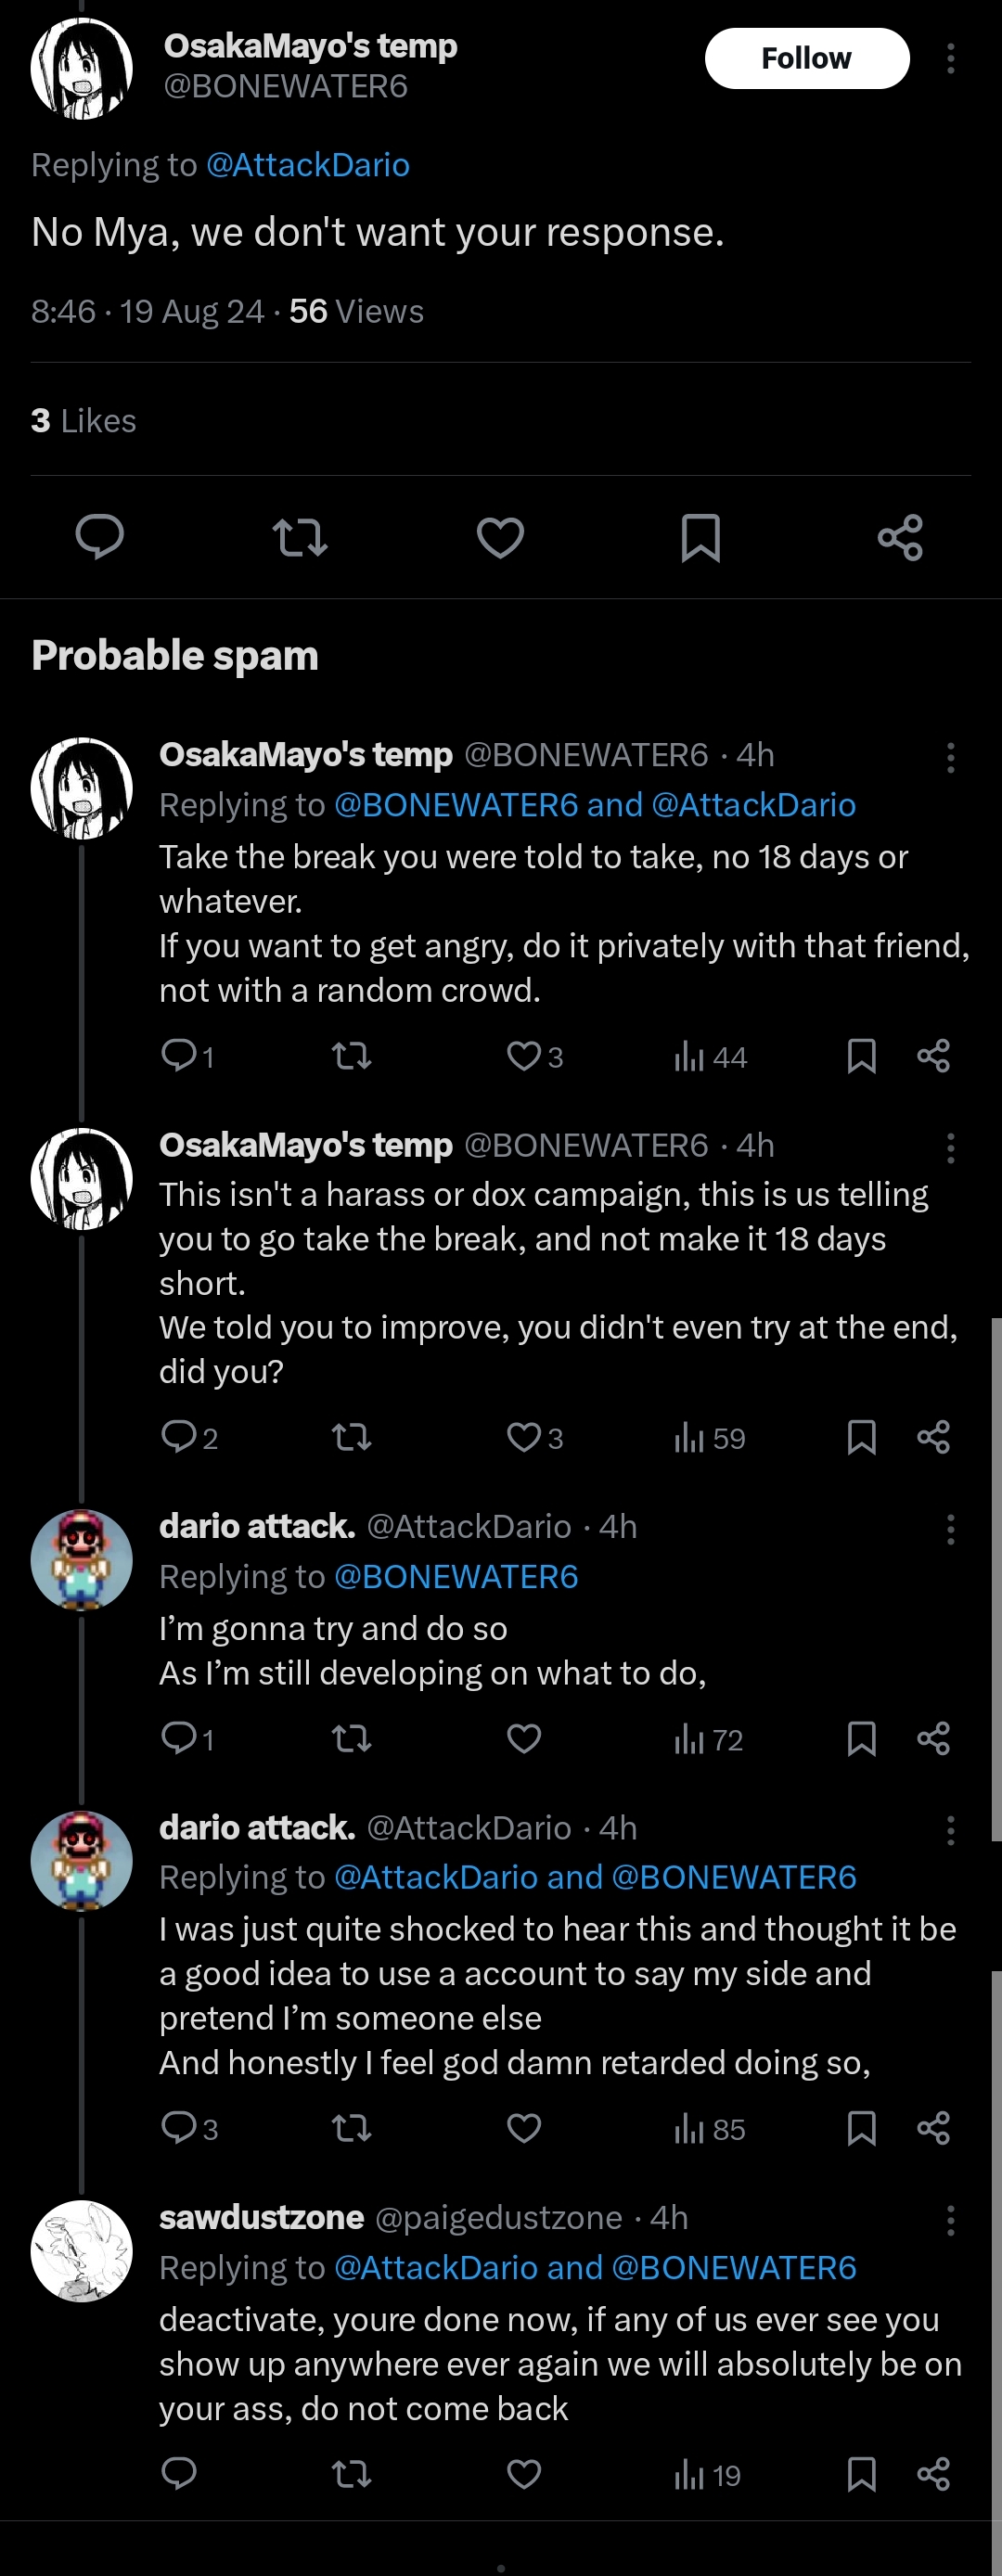 OsakaMayo's temp
@BONEWATER6
Follow
Replying to @AttackDario
No Mya, we don't want your response.
8:46 · 19 Aug 24 · 56 Views
3 Likes
Probable spam
OsakaMayo's temp @BONEWATER6 · 4h
Replying to @BONEWATER6 and @AttackDario
Take the break you were told to take, no 18 days or
whatever.
If you want to get angry, do it privately with that friend,
not with a random crowd.
1 3 44
OsakaMayo's temp @BONEWATER6 · 4h
This isn't a harass or dox campaign, this is us telling
you to go take the break, and not make it 18 days
short.
We told you to improve, you didn't even try at the end,
did you?
2 3 59
dario attack. @AttackDario · 4h
Replying to @BONEWATER6
I’m gonna try and do so
As I’m still developing on what to do,
1 72
dario attack. @AttackDario · 4h
Replying to @AttackDario and @BONEWATER6
I was just quite shocked to hear this and thought it be
a good idea to use a account to say my side and
pretend I’m someone else
And honestly I feel god damn retarded doing so,
3 85
sawdustzone @paigedustzone · 4h
Replying to @AttackDario and @BONEWATER6
deactivate, youre done now, if any of us ever see you
show up anywhere ever again we will absolutely be on
your ass, do not come back
19